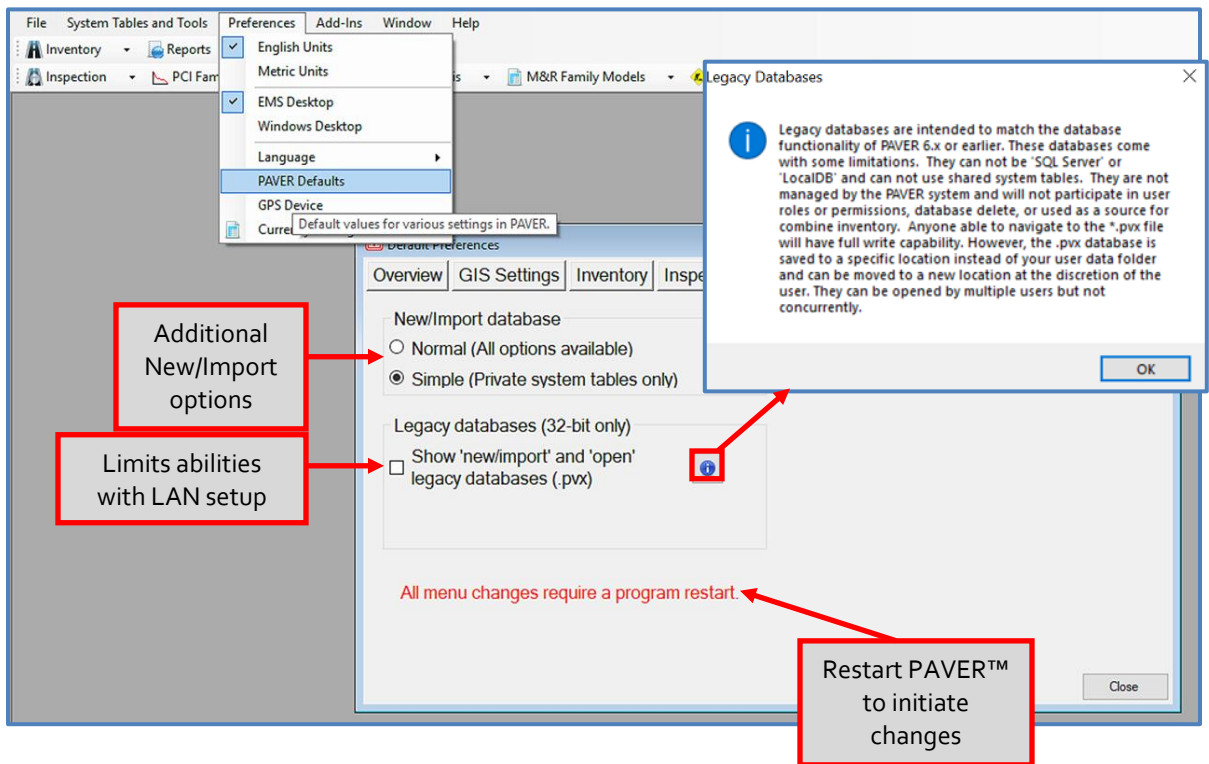 File System Tables and Tools Preferences Add-Ins Window Help
Inventory Reports
Inspection PCI Fam
is M&R Family Models
English Units
Metric Units
EMS Desktop
Windows Desktop
Language
PAVER Defaults
GPS Device
Default values for various settings in PAVER.
Legacy Databases
Legacy databases are intended to match the database
functionality of PAVER 6.x or earlier. These databases come
with some limitations. They can not be 'SQL Server' or
'LocalDB' and can not use shared system tables. They are not
managed by the PAVER system and will not participate in user
roles or permissions, database delete, or used as a source for
combine inventory. Anyone able to navigate to the *.pvx file
will have full write capability. However, the .pvx database is
saved to a specific location instead of your user data folder
and can be moved to a new location at the discretion of the
user. They can be opened by multiple users but not
concurrently.
OK
Default Preferences
Overview GIS Settings Inventory Inspe
New/Import database
Normal (All options available)
Simple (Private system tables only)
Legacy databases (32-bit only)
Show 'new/import' and 'open'
legacy databases (.pvx)
All menu changes require a program restart.
Close
Additional
New/Import
options
Limits abilities
with LAN setup
Restart PAVER™
to initiate
changes